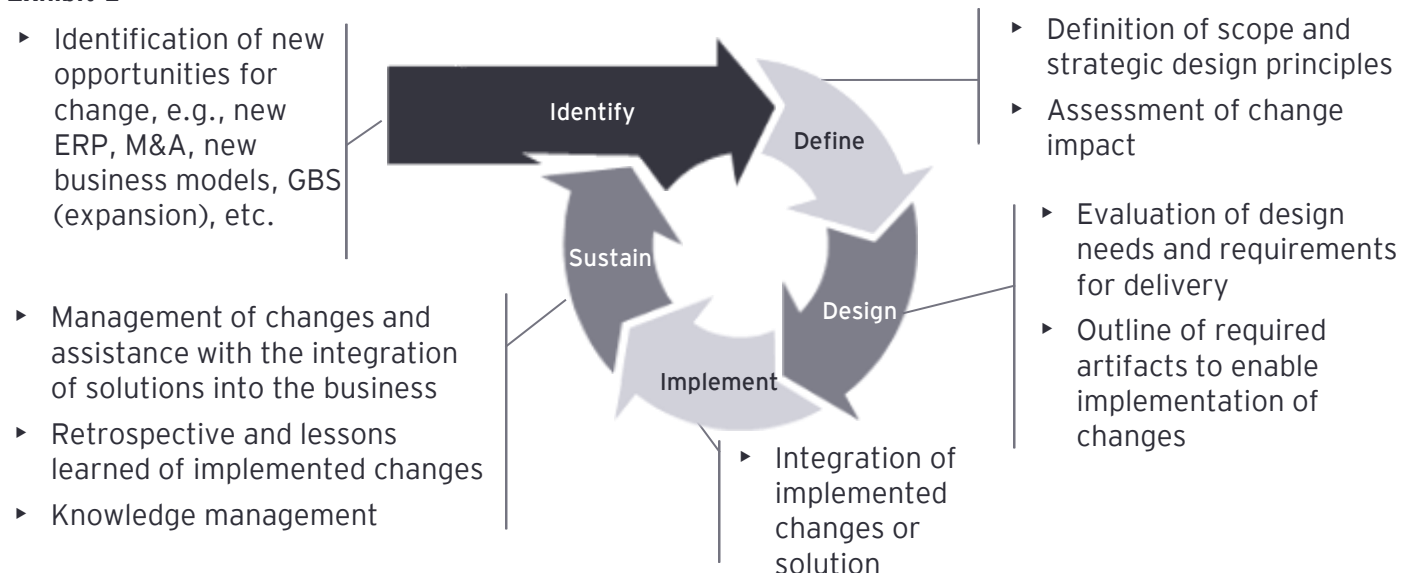 ▸ Identification of new
opportunities for
change, e.g., new
ERP, M&A, new
business models, GBS
(expansion), etc.
Identify
Define
▸ Definition of scope and
strategic design principles
▸ Assessment of change
impact
Design
▸ Evaluation of design
needs and requirements
for delivery
▸ Outline of required
artifacts to enable
implementation of
changes
Implement
▸ Integration of
implemented
changes or
solution
Sustain
▸ Management of changes and
assistance with the integration
of solutions into the business
▸ Retrospective and lessons
learned of implemented changes
▸ Knowledge management